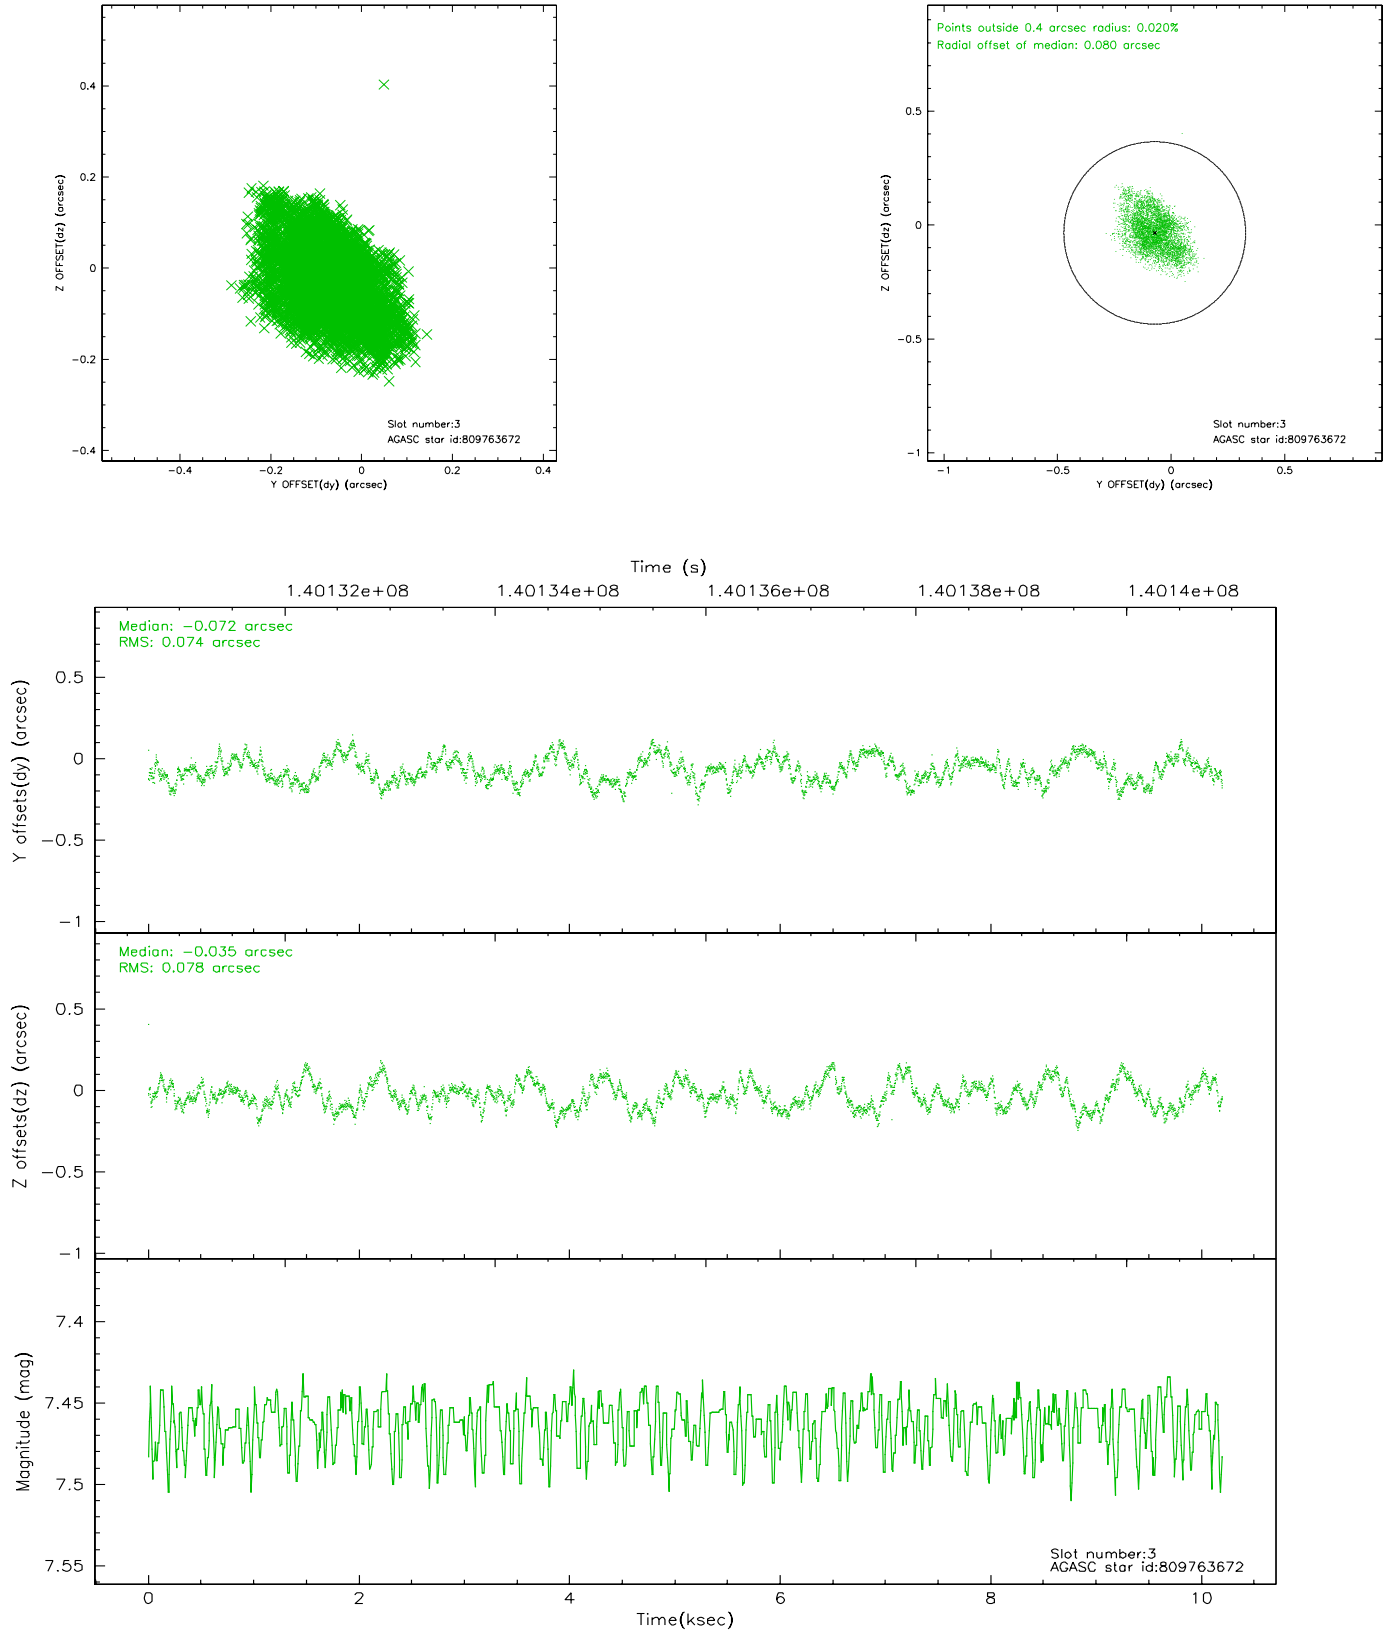 0.4
0.2
0
−0.2
−0.4
Z OFFSET(dz) (arcsec)
Slot number:3
AGASC star id:809763672
−0.4 −0.2 0 0.2 0.4
Y OFFSET(dy) (arcsec)
Points outside 0.4 arcsec radius: 0.020%
Radial offset of median: 0.080 arcsec
0.5
0
−0.5
−1
Z OFFSET(dz) (arcsec)
Slot number:3
AGASC star id:809763672
−1 −0.5 0 0.5
Y OFFSET(dy) (arcsec)
Time (s)
1.40132e+08 1.40134e+08 1.40136e+08 1.40138e+08 1.4014e+08
Median: −0.072 arcsec
RMS: 0.074 arcsec
0.5
0
−0.5
−1
Y offsets(dy) (arcsec)
Median: −0.035 arcsec
RMS: 0.078 arcsec
0.5
0
−0.5
−1
Z offsets(dz) (arcsec)
7.4
7.45
7.5
7.55
Magnitude (mag)
Slot number:3
AGASC star id:809763672
0 2 4 6 8 10
Time(ksec)